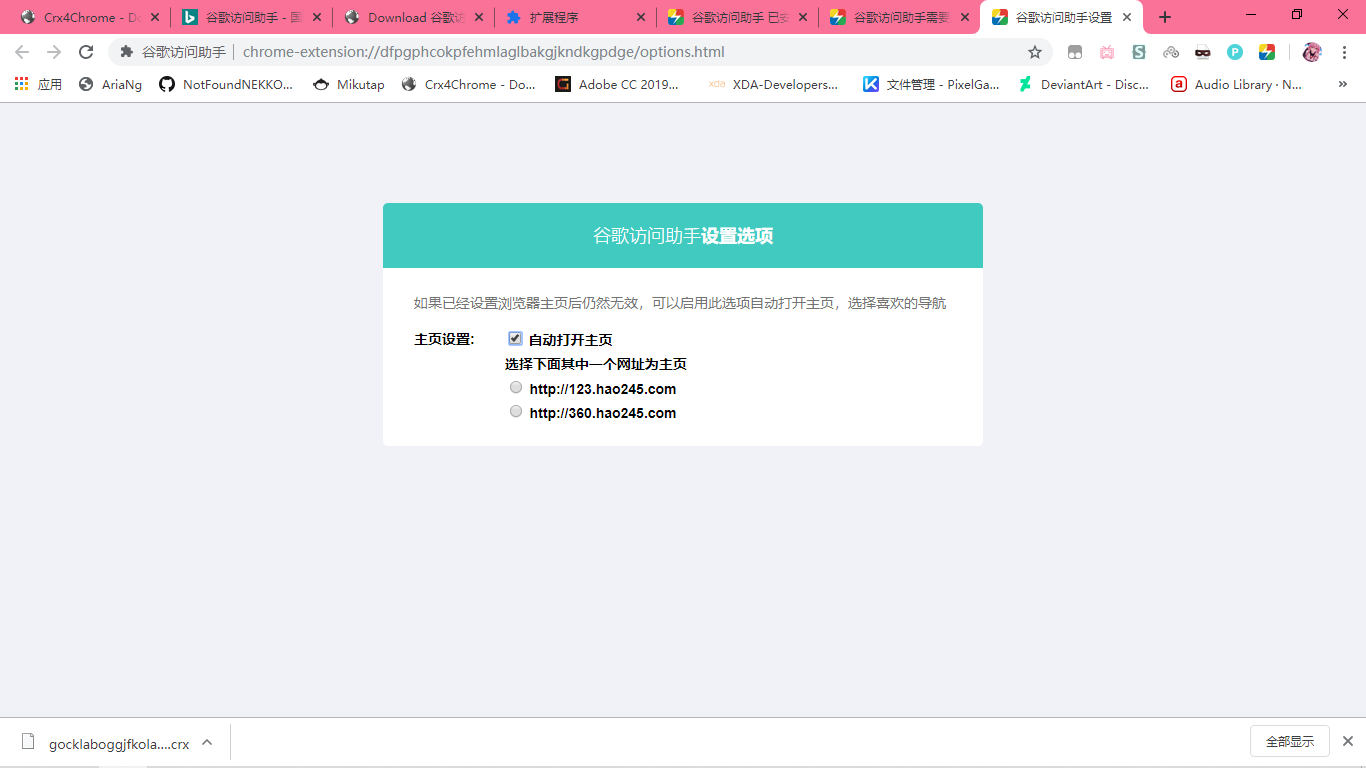 Crx4Chrome - Do
谷歌访问助手 - 国
Download 谷歌访
扩展程序
谷歌访问助手 已安
谷歌访问助手需要
谷歌访问助手设置
谷歌访问助手
chrome-extension://dfpgphcokpfehmlaglbakgjkndkgpdge/options.html
应用
AriaNg
NotFoundNEKKO...
Mikutap
Crx4Chrome - Do...
Adobe CC 2019...
xda
XDA-Developers...
文件管理 - PixelGa...
DeviantArt - Disc...
Audio Library · N...
谷歌访问助手设置选项
如果已经设置浏览器主页后仍然无效，可以启用此选项自动打开主页，选择喜欢的导航
主页设置: 自动打开主页
选择下面其中一个网址为主页
http://123.hao245.com
http://360.hao245.com
gocklaboggjfkola....crx
全部显示